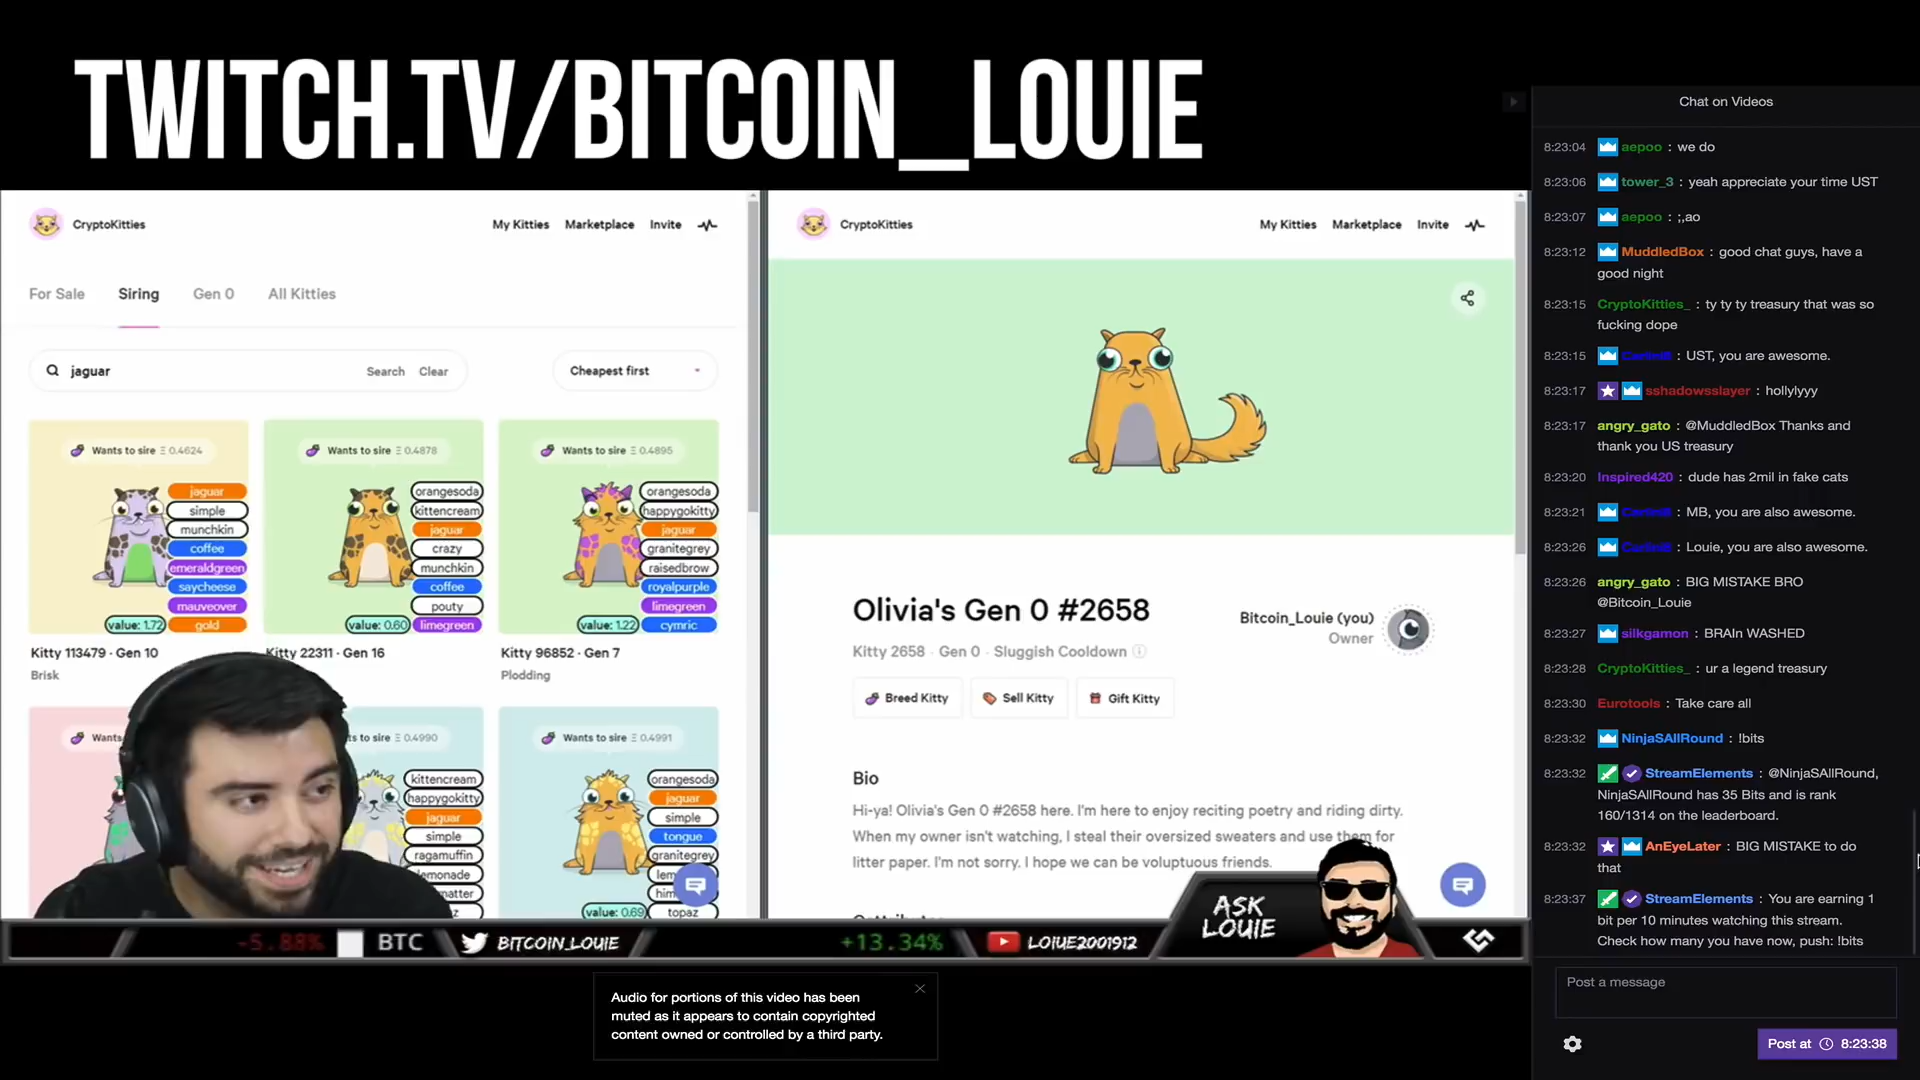 TWITCH.TV/BITCOIN__LOUIE
CryptoKitties
My Kitties Marketplace Invite
For Sale Siring Gen 0 All Kitties
jaguar Search Clear
Cheapest first
Wants to sire Ξ 0.4624
jaguar
simple
munchkin
coffee
emeraldgreen
saycheese
mauveover
value: 1.72 gold
Kitty 113479 · Gen 10
Brisk
Wants to sire Ξ 0.4878
orangesoda
kittencream
jaguar
crazy
munchkin
coffee
pouty
value: 0.60 limegreen
Kitty 22311 · Gen 16
Wants to sire Ξ 0.4895
orangesoda
happygokitty
jaguar
granitegrey
raisedbrow
royalpurple
limegreen
value: 1.22 cymric
Kitty 96852 · Gen 7
Plodding
Wants
ts to sire Ξ 0.4990
kittencream
happygokitty
jaguar
simple
ragamuffin
lemonade
matter
z
Wants to sire Ξ 0.4991
orangesoda
jaguar
simple
tongue
granitegrey
lem
him
value: 0.69 topaz
CryptoKitties
My Kitties Marketplace Invite
Olivia's Gen 0 #2658
Kitty 2658 · Gen 0 · Sluggish Cooldown
Bitcoin_Louie (you)
Owner
Breed Kitty Sell Kitty Gift Kitty
Bio
Hi-ya! Olivia's Gen 0 #2658 here. I'm here to enjoy reciting poetry and riding dirty.
When my owner isn't watching, I steal their oversized sweaters and use them for
litter paper. I'm not sorry. I hope we can be voluptuous friends.
ASK
LOUIE
-5.88% BTC BITCOIN_LOUIE +13.34% LOIUE2001912
Audio for portions of this video has been
muted as it appears to contain copyrighted
content owned or controlled by a third party.
Chat on Videos
8:23:04 aepoo : we do
8:23:06 tower_3 : yeah appreciate your time UST
8:23:07 aepoo : ;,ao
8:23:12 MuddledBox : good chat guys, have a
good night
8:23:15 CryptoKitties_ : ty ty ty treasury that was so
fucking dope
8:23:15 : UST, you are awesome.
8:23:17 sshadowsslayer : hollylyyy
8:23:17 angry_gato : @MuddledBox Thanks and
thank you US treasury
8:23:20 Inspired420 : dude has 2mil in fake cats
8:23:21 : MB, you are also awesome.
8:23:26 : Louie, you are also awesome.
8:23:26 angry_gato : BIG MISTAKE BRO
@Bitcoin_Louie
8:23:27 silkgamon : BRAIn WASHED
8:23:28 CryptoKitties_ : ur a legend treasury
8:23:30 Eurotools : Take care all
8:23:32 NinjaSAllRound : !bits
8:23:32 StreamElements : @NinjaSAllRound,
NinjaSAllRound has 35 Bits and is rank
160/1314 on the leaderboard.
8:23:32 AnEyeLater : BIG MISTAKE to do
that
8:23:37 StreamElements : You are earning 1
bit per 10 minutes watching this stream.
Check how many you have now, push: !bits
Post a message
Post at 8:23:38